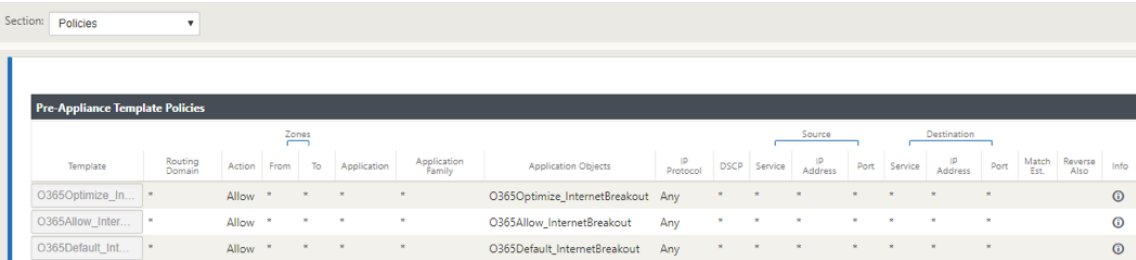 Section: Policies
Pre-Appliance Template Policies
Zones Source Destination
Template Routing Domain Action From To Application Application Family Application Objects IP Protocol DSCP Service IP Address Port Service IP Address Port Match Est. Reverse Also Info
O365Optimize_In... * Allow * * * * O365Optimize_InternetBreakout Any * * * * * * *
O365Allow_Inter... * Allow * * * * O365Allow_InternetBreakout Any * * * * * * *
O365Default_Int... * Allow * * * * O365Default_InternetBreakout Any * * * * * * *